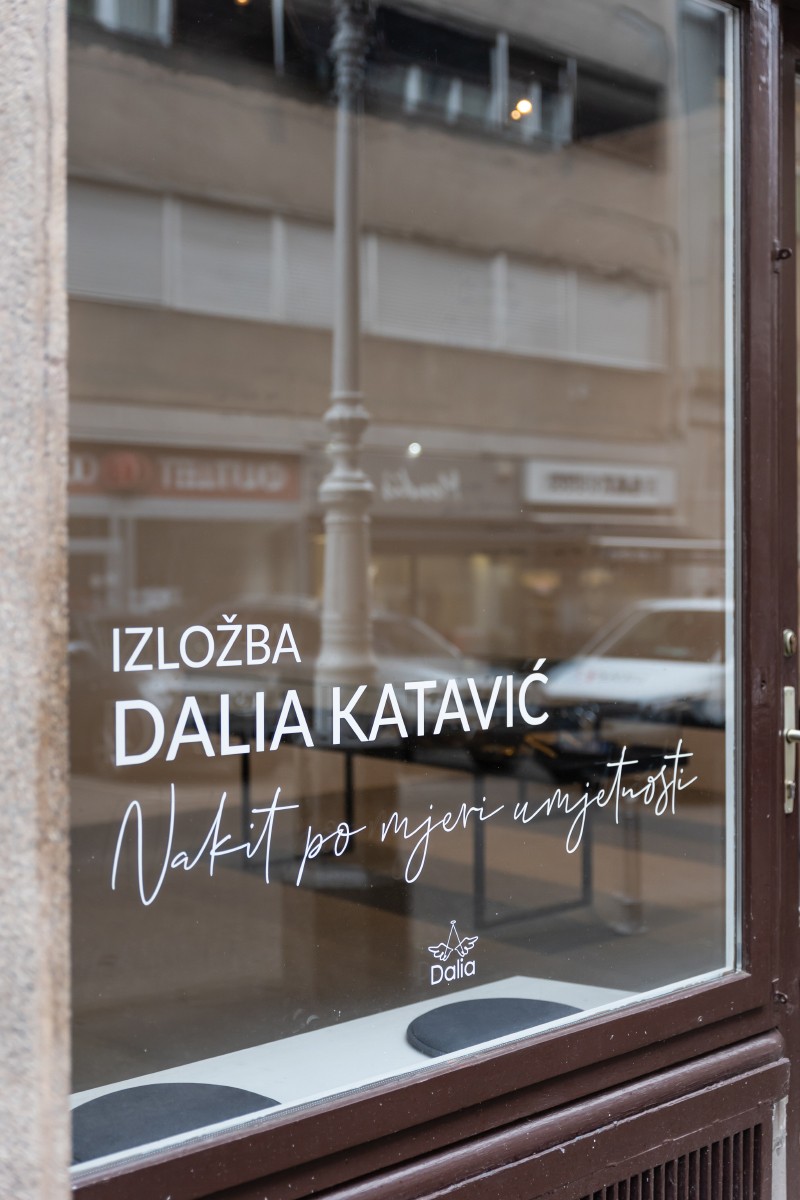 IZLOŽBA
DALIA KATAVIĆ
Nakit po mjeri umjetnosti
Dalia